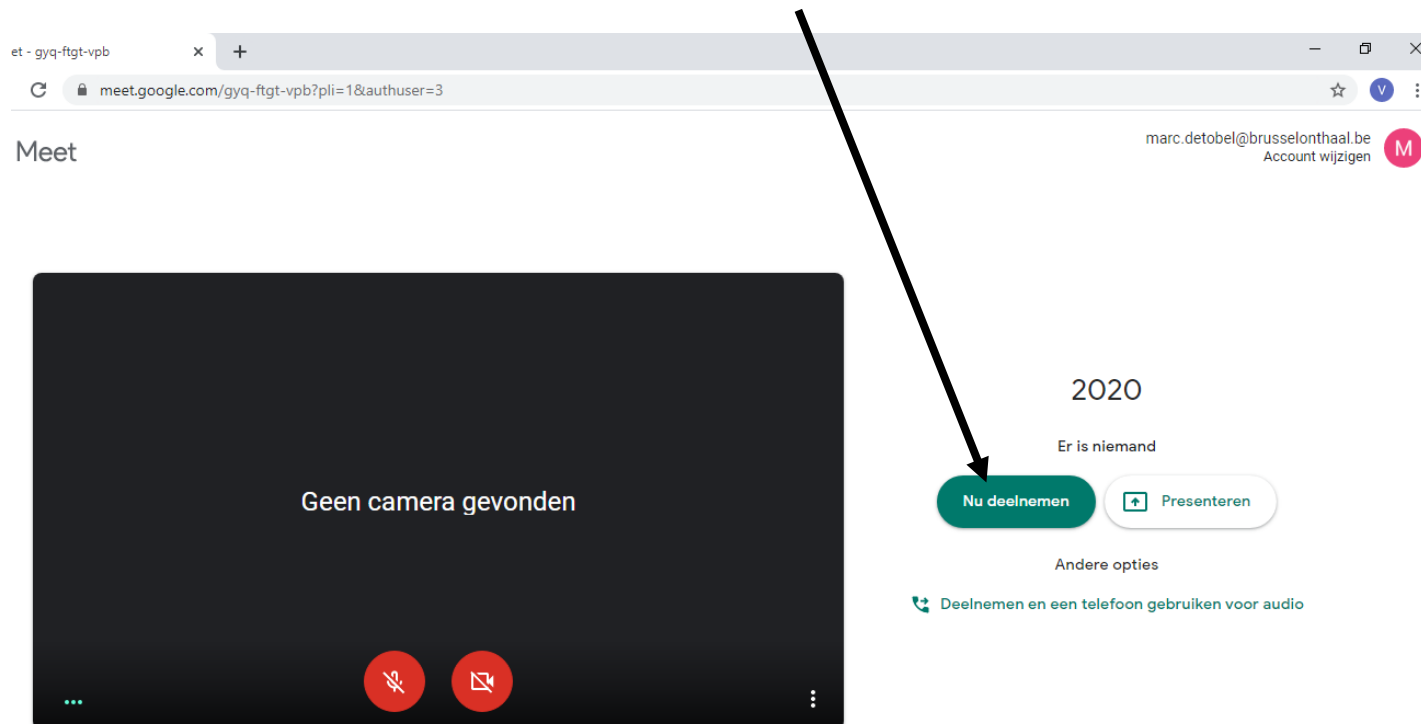 et - gyq-ftgt-vpb
meet.google.com/gyq-ftgt-vpb?pli=1&authuser=3
V
Meet
marc.detobel@brusselonthaal.be
Account wijzigen
M
2020
Er is niemand
Geen camera gevonden
Nu deelnemen
Presenteren
Andere opties
Deelnemen en een telefoon gebruiken voor audio